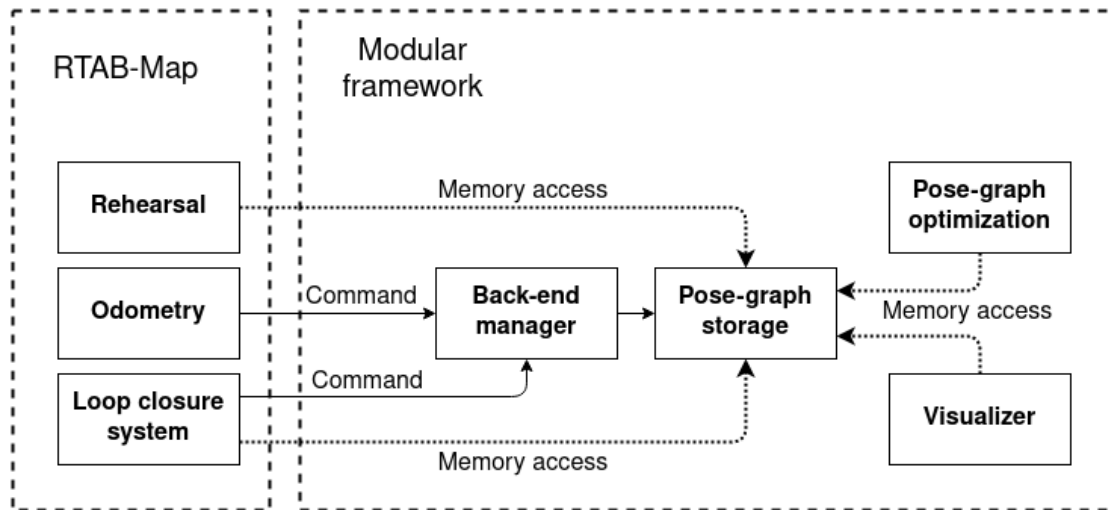 RTAB-Map
Modular
framework
Rehearsal
Memory access
Pose-graph
optimization
Odometry
Command
Back-end
manager
Pose-graph
storage
Memory access
Loop closure
system
Command
Memory access
Visualizer